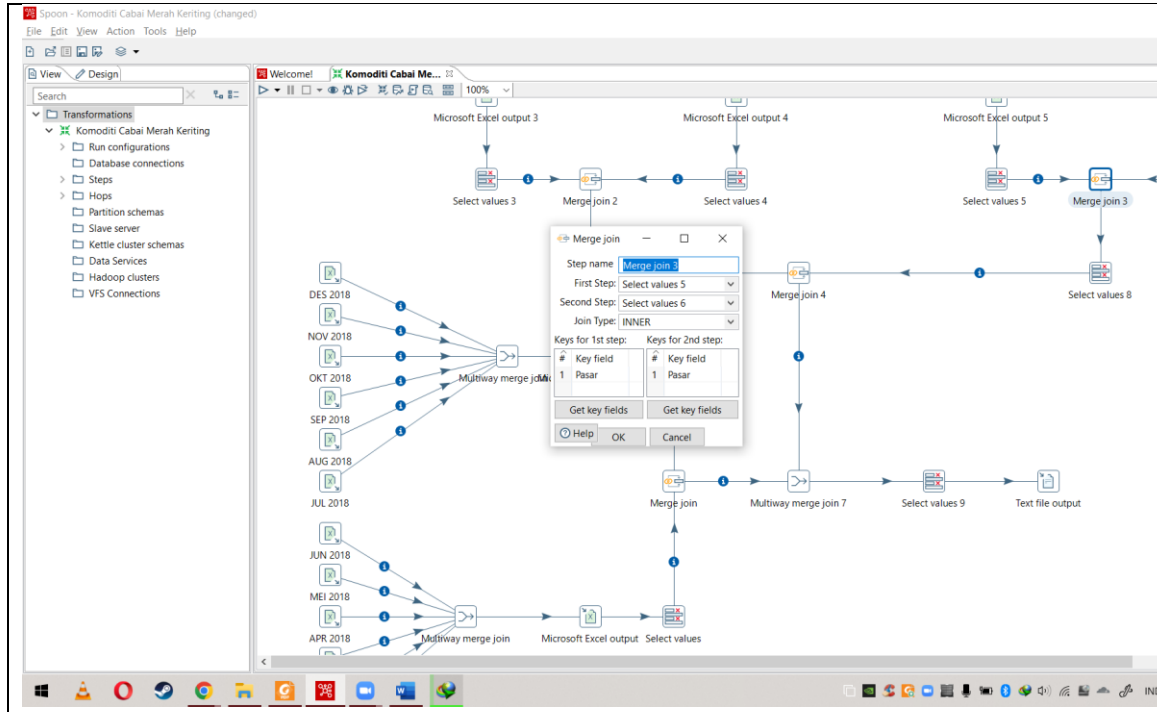 Spoon - Komoditi Cabai Merah Keriting (changed)
File Edit View Action Tools Help
View Design
Search
Transformations
Komoditi Cabai Merah Keriting
Run configurations
Database connections
Steps
Hops
Partition schemas
Slave server
Kettle cluster schemas
Data Services
Hadoop clusters
VFS Connections
Welcome! Komoditi Cabai Me...
100%
Microsoft Excel output 3 Microsoft Excel output 4 Microsoft Excel output 5
Select values 3 Merge join 2 Select values 4 Select values 5 Merge join 3
Merge join
Step name Merge join 3
First Step: Select values 5
Second Step: Select values 6
Join Type: INNER
Keys for 1st step: Keys for 2nd step:
# Key field # Key field
1 Pasar 1 Pasar
Get key fields Get key fields
Help OK Cancel
Merge join 4 Select values 8
DES 2018
NOV 2018
OKT 2018 Multiway merge join
SEP 2018
AUG 2018
JUL 2018
Merge join Multiway merge join 7 Select values 9 Text file output
JUN 2018
MEI 2018
APR 2018 Multiway merge join Microsoft Excel output Select values
IND